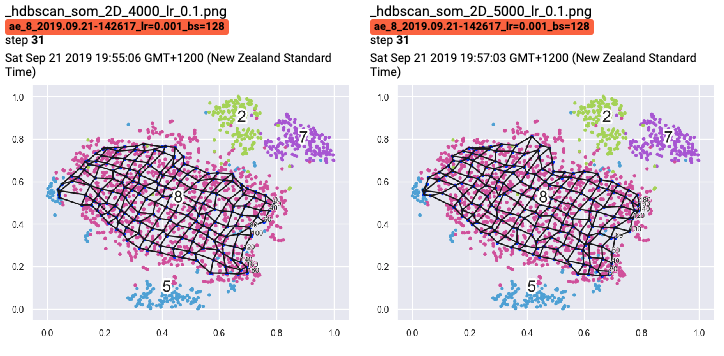 _hdbscan_som_2D_4000_lr_0.1.png
ae_8_2019.09.21-142617_lr=0.001_bs=128
step 31
Sat Sep 21 2019 19:55:06 GMT+1200 (New Zealand Standard
Time)
1.0
0.8
0.6
0.4
0.2
0.0
0.0 0.2 0.4 0.6 0.8 1.0
2
7
8
5
_hdbscan_som_2D_5000_lr_0.1.png
ae_8_2019.09.21-142617_lr=0.001_bs=128
step 31
Sat Sep 21 2019 19:57:03 GMT+1200 (New Zealand Standard
Time)
1.0
0.8
0.6
0.4
0.2
0.0
0.0 0.2 0.4 0.6 0.8 1.0
2
7
8
5